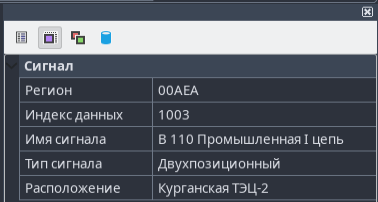 Сигнал
Регион 00AEA
Индекс данных 1003
Имя сигнала В 110 Промышленная I цепь
Тип сигнала Двухпозиционный
Расположение Курганская ТЭЦ-2